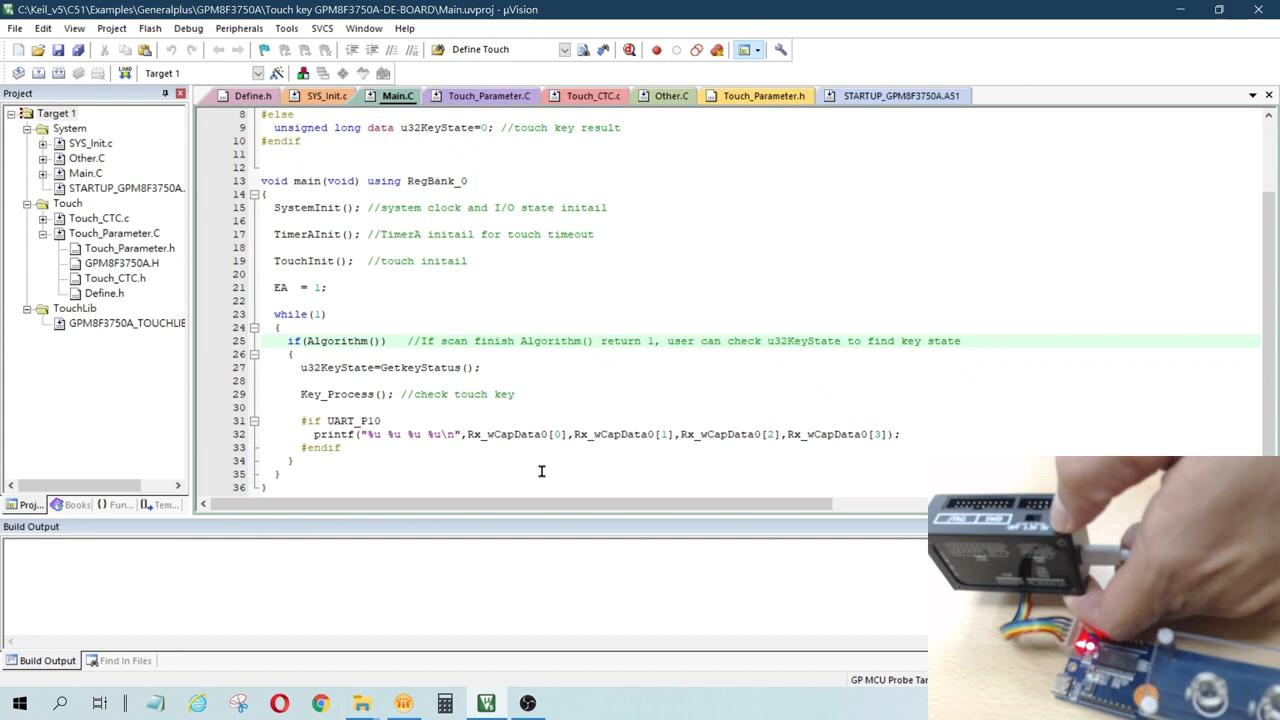 C:\Keil_v5\C51\Examples\Generalplus\GPM8F3750A\Touch key GPM8F3750A-DE-BOARD\Main.uvproj - µVision
File Edit View Project Flash Debug Peripherals Tools SVCS Window Help
Define Touch
LOAD Target 1
Project
Define.h SYS_Init.c Main.C Touch_Parameter.C Touch_CTC.c Other.C Touch_Parameter.h STARTUP_GPM8F3750A.A51
Target 1
System
SYS_Init.c
Other.C
Main.C
STARTUP_GPM8F3750A.
Touch
Touch_CTC.c
Touch_Parameter.C
Touch_Parameter.h
GPM8F3750A.H
Touch_CTC.h
Define.h
TouchLib
GPM8F3750A_TOUCHLIE
Proj... Books {} Fun... Tem...
8 #else
9 unsigned long data u32KeyState=0; //touch key result
10 #endif
11
12
13 void main(void) using RegBank_0
14 {
15 SystemInit(); //system clock and I/O state initail
16
17 TimerAInit(); //TimerA initail for touch timeout
18
19 TouchInit(); //touch initail
20
21 EA = 1;
22
23 while(1)
24 {
25 if(Algorithm()) //If scan finish Algorithm() return 1, user can check u32KeyState to find key state
26 {
27 u32KeyState=GetkeyStatus();
28
29 Key_Process(); //check touch key
30
31 #if UART_P10
32 printf("%u %u %u %u\n",Rx_wCapData0[0],Rx_wCapData0[1],Rx_wCapData0[2],Rx_wCapData0[3]);
33 #endif
34 }
35 }
36 }
Build Output
Build Output Find In Files
GP MCU Probe Tar
JTAG SWD